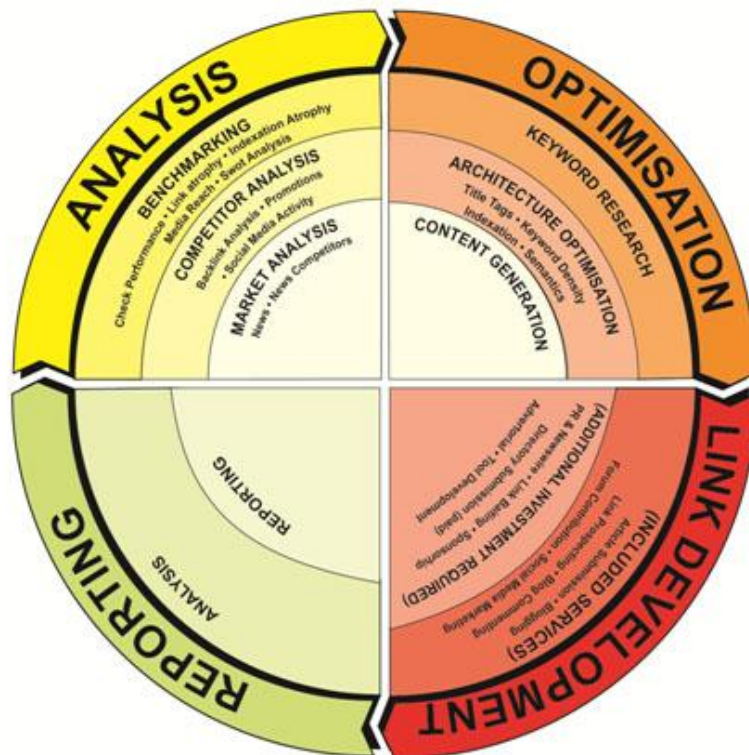 ANALYSIS
BENCHMARKING
Check Performance • Link atrophy • Indexation Atrophy
Media Reach • Swot Analysis
COMPETITOR ANALYSIS
Backlink Analysis • Promotions
• Social Media Activity
MARKET ANALYSIS
News • News Competitors
OPTIMISATION
KEYWORD RESEARCH
ARCHITECTURE OPTIMISATION
Title Tags • Keyword Density
Indexation • Semantics
CONTENT GENERATION
LINK DEVELOPMENT
(INCLUDED SERVICES)
Article Submission • Blogging
Link Prospecting • Blog Commenting
Forum Contribution • Social Media Marketing
(ADDITIONAL INVESTMENT REQUIRED)
PR & Newswire • Link Baiting • Sponsorship
Directory Submission (paid)
Advertorial • Tool Development
REPORTING
ANALYSIS
REPORTING